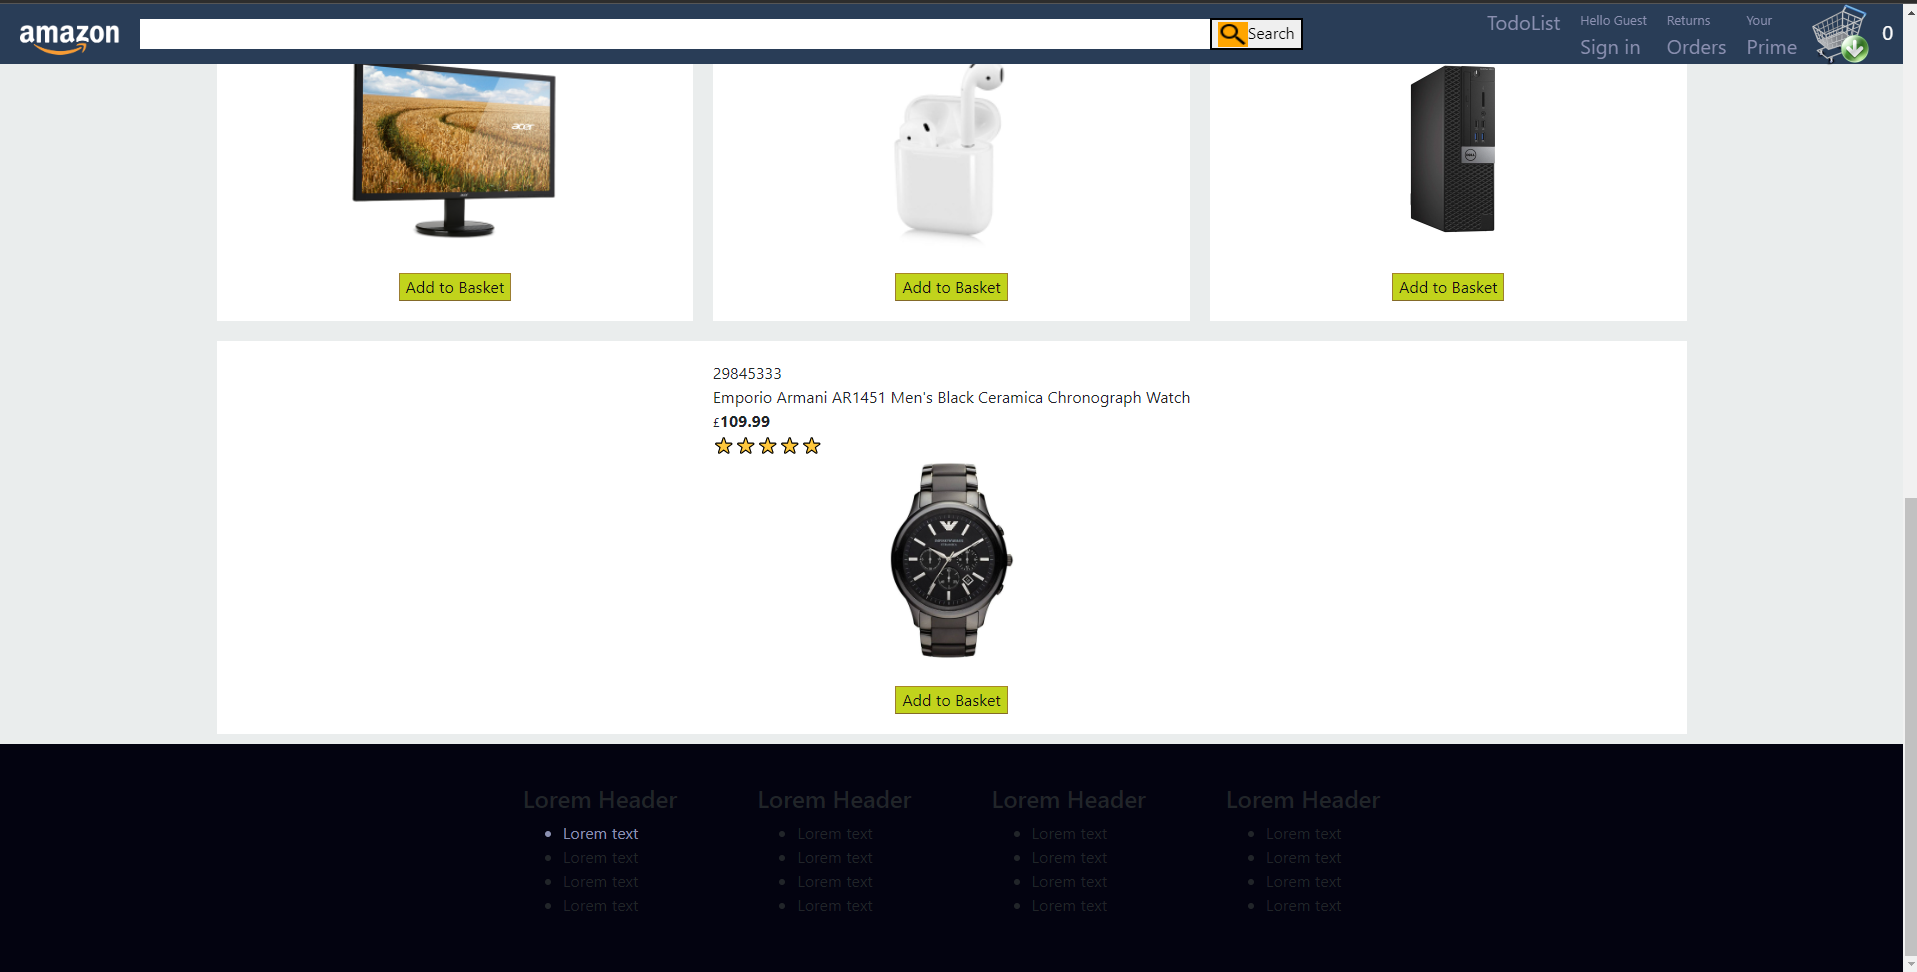 amazon
Search
TodoList
Hello Guest
Sign in
Returns
Orders
Your
Prime
0
acer
DELL
Add to Basket
Add to Basket
Add to Basket
29845333
Emporio Armani AR1451 Men's Black Ceramica Chronograph Watch
£109.99
Add to Basket
Lorem Header
Lorem text
Lorem text
Lorem text
Lorem text
Lorem Header
Lorem text
Lorem text
Lorem text
Lorem text
Lorem Header
Lorem text
Lorem text
Lorem text
Lorem text
Lorem Header
Lorem text
Lorem text
Lorem text
Lorem text